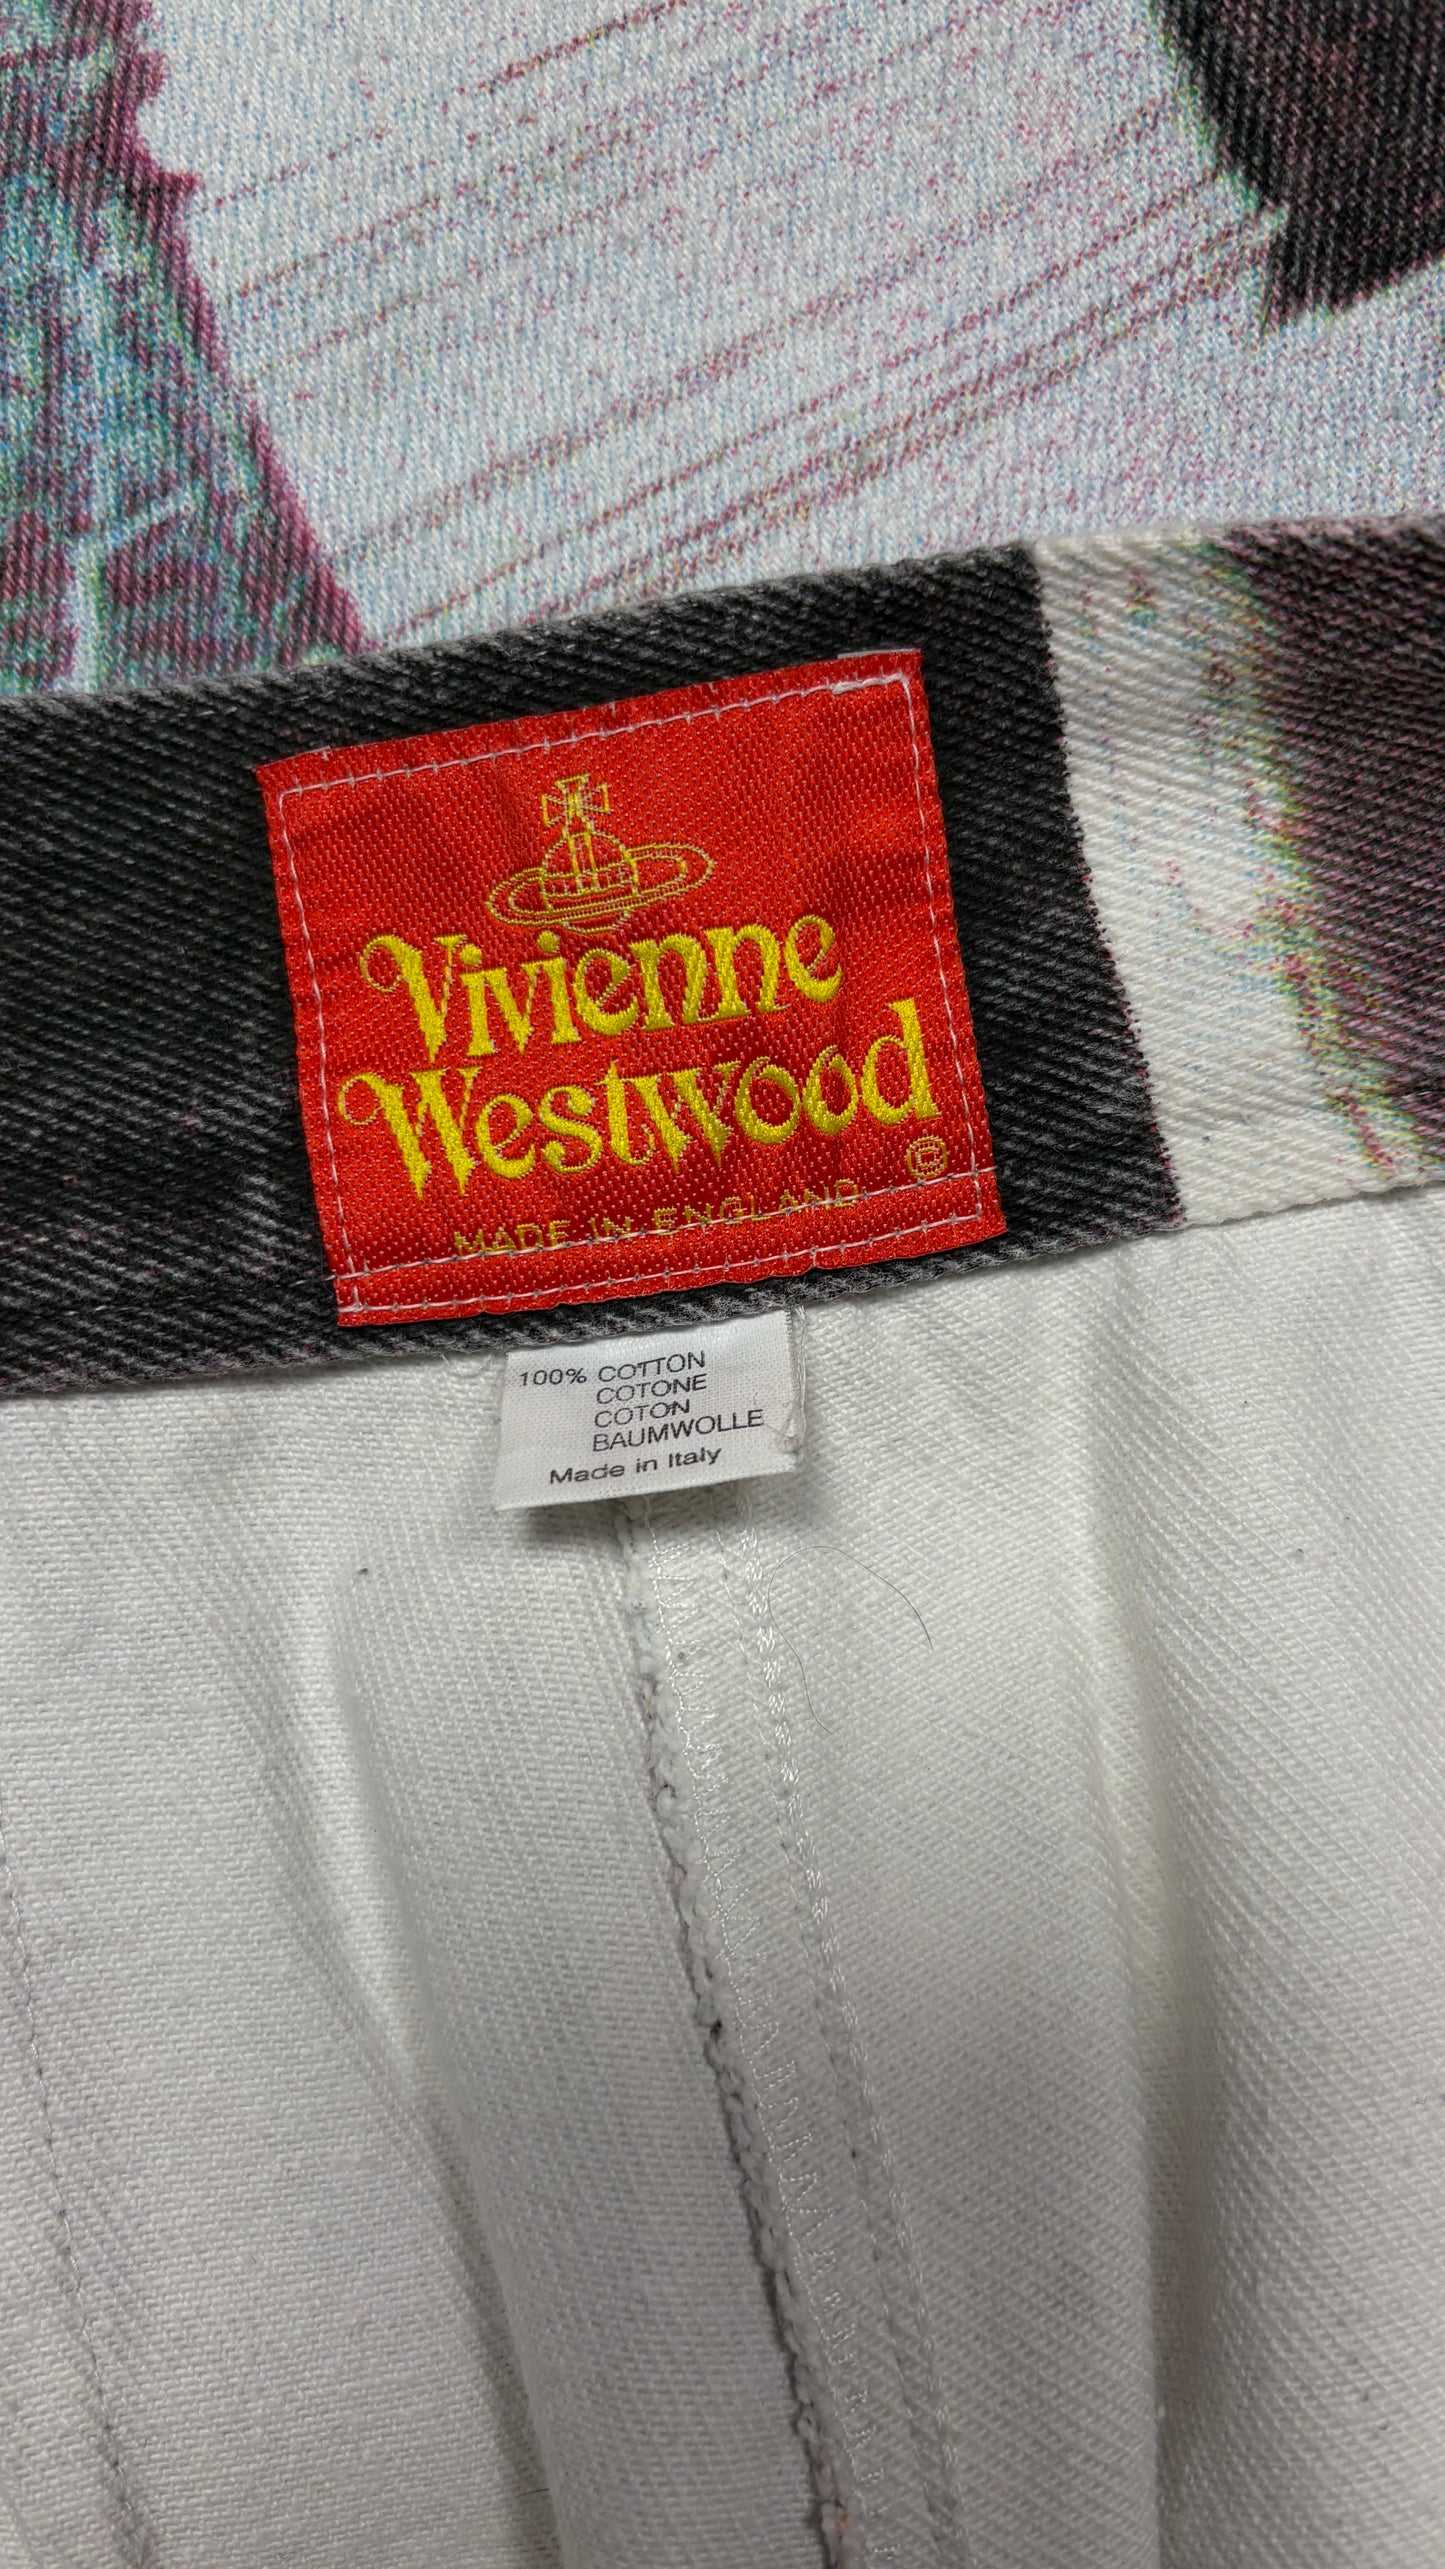 Vivienne
Westwood
©
MADE IN ENGLAND
100% COTTON
COTONE
COTON
BAUMWOLLE
Made in Italy